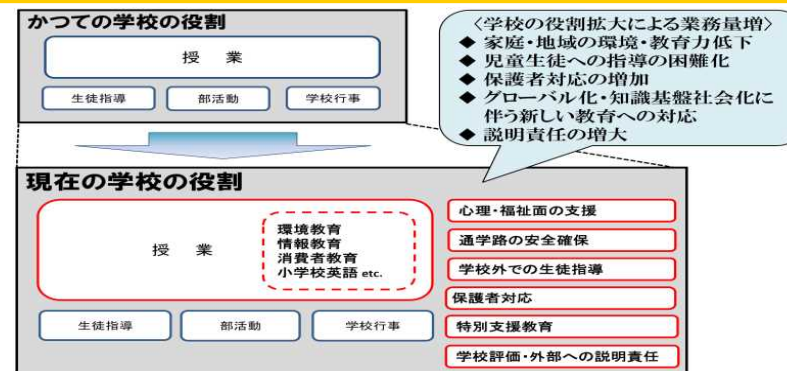 かつての学校の役割
授　業
生徒指導
部活動
学校行事
〈学校の役割拡大による業務量増〉
◆ 家庭・地域の環境・教育力低下
◆ 児童生徒への指導の困難化
◆ 保護者対応の増加
◆ グローバル化・知識基盤社会化に
伴う新しい教育への対応
◆ 説明責任の増大
現在の学校の役割
授　業
環境教育
情報教育
消費者教育
小学校英語 etc.
生徒指導
部活動
学校行事
心理・福祉面の支援
通学路の安全確保
学校外での生徒指導
保護者対応
特別支援教育
学校評価・外部への説明責任